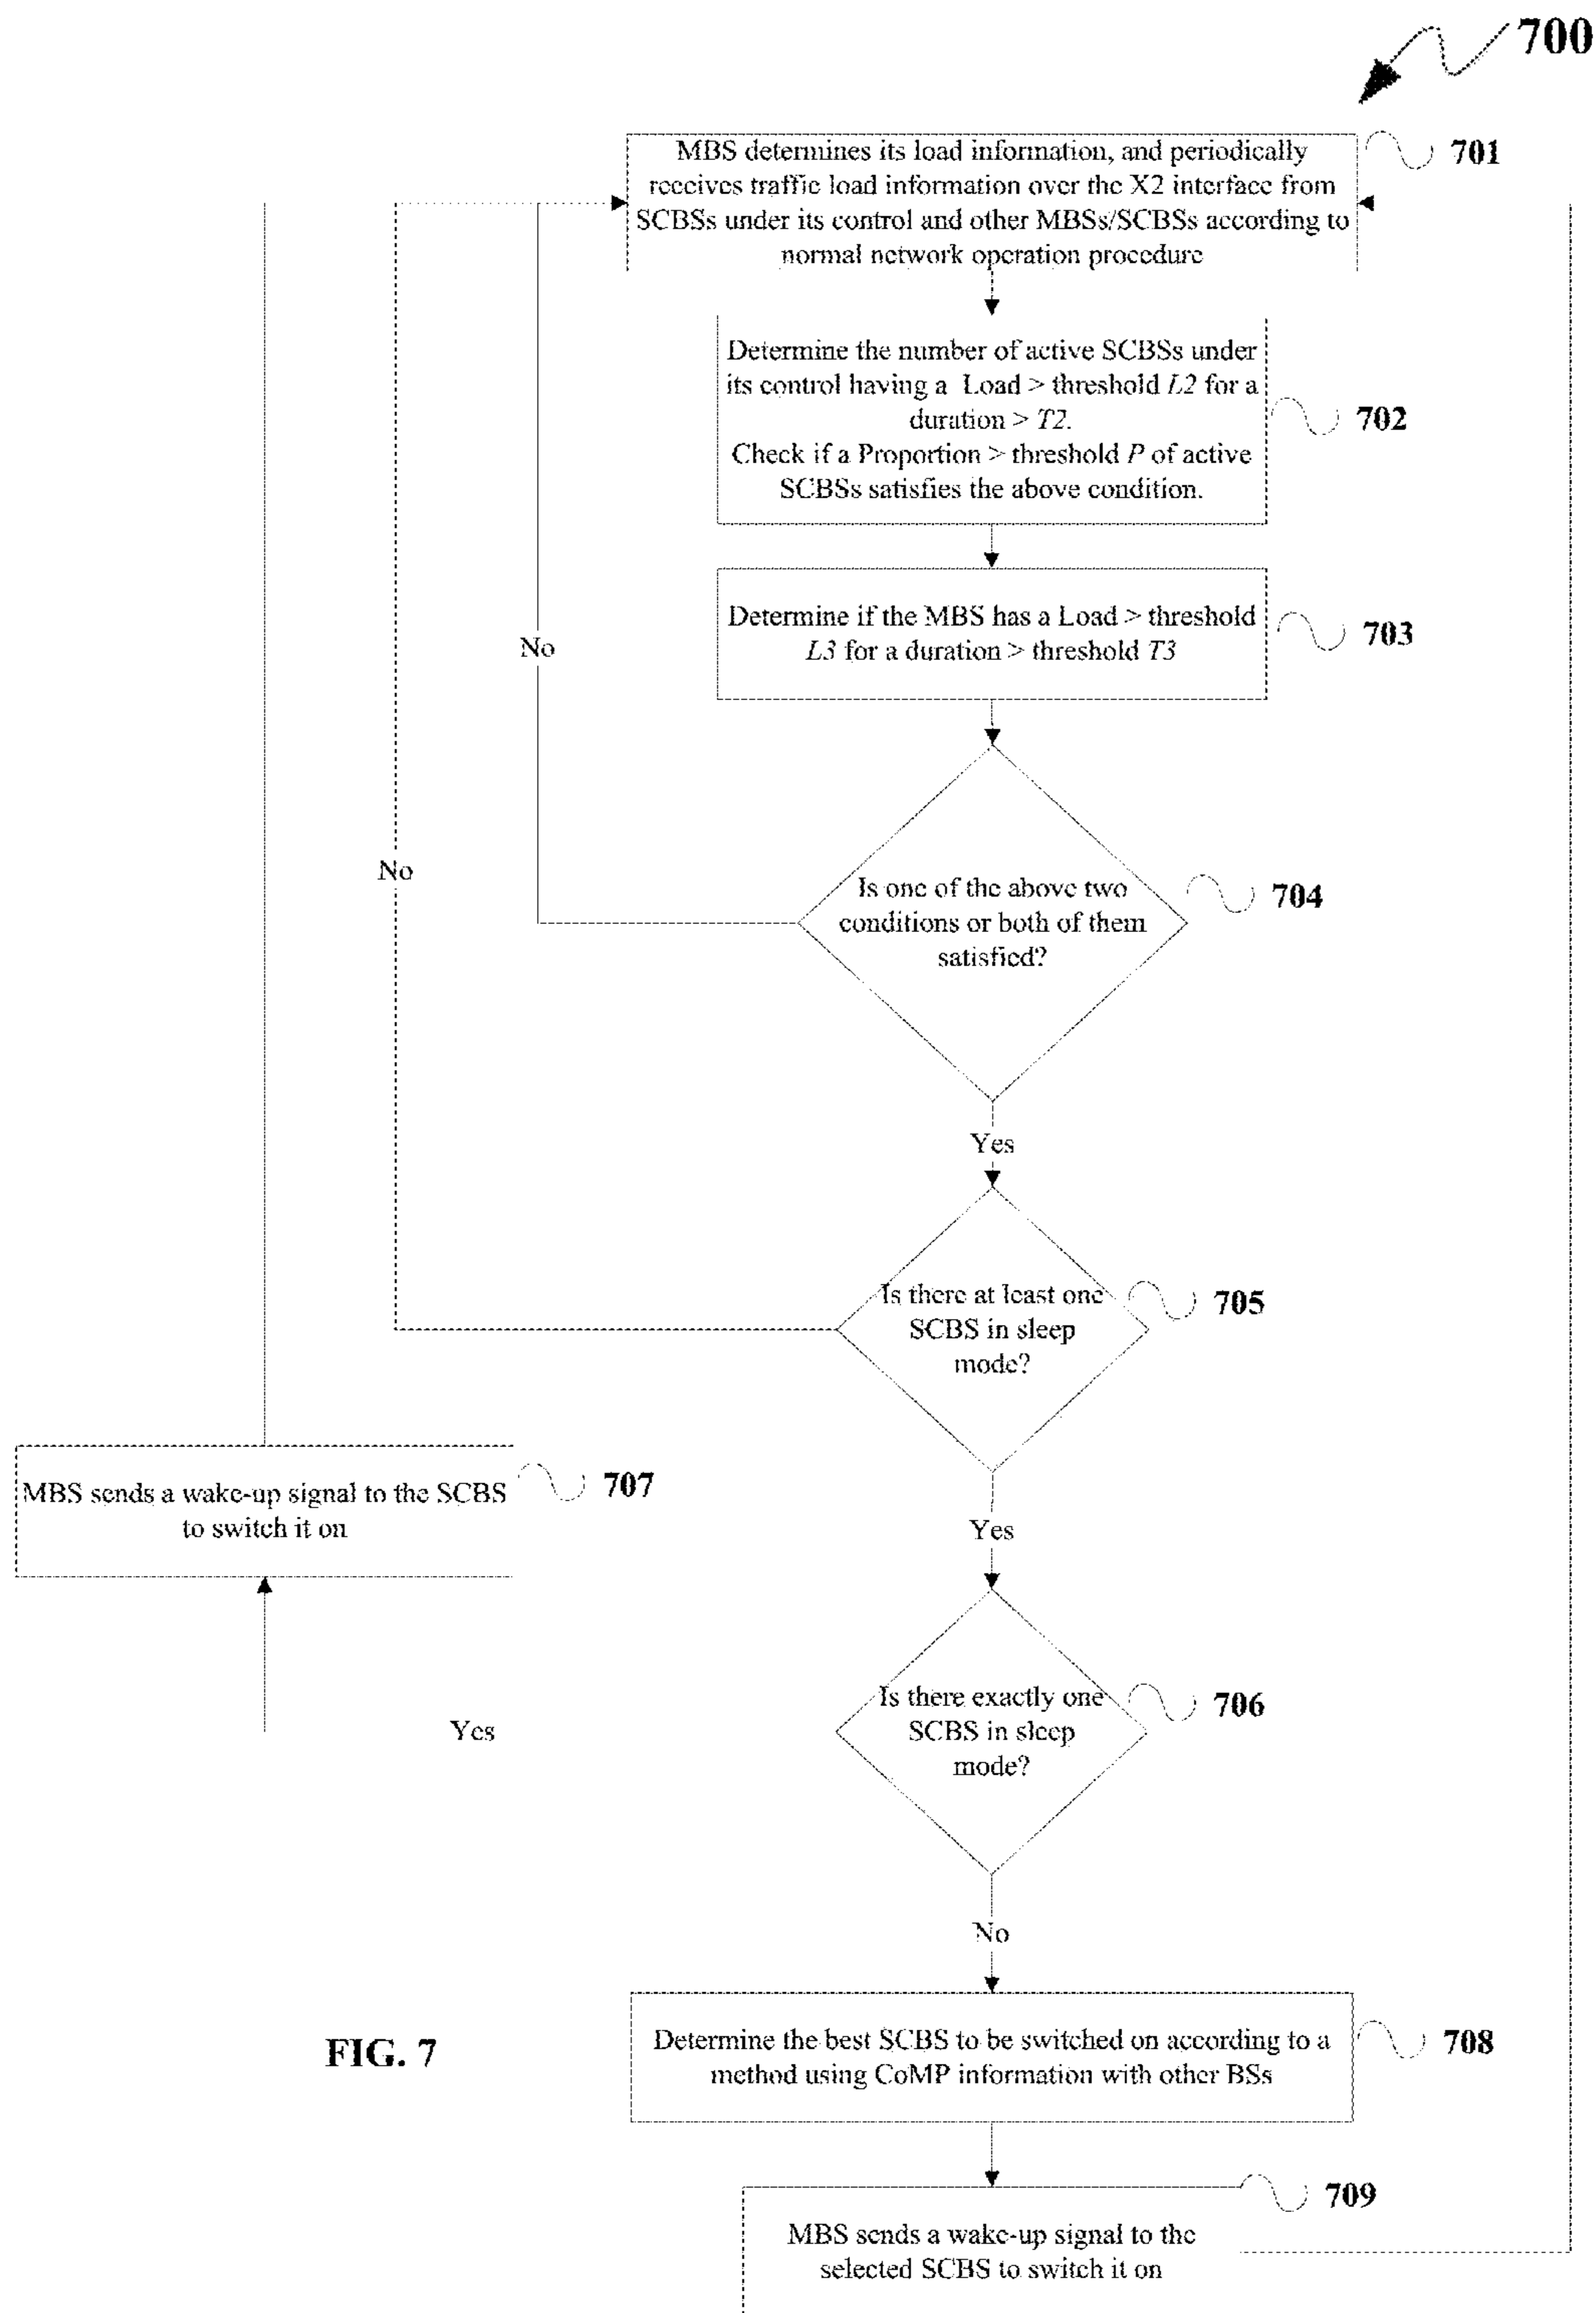 700
MBS determines its load information, and periodically
receives traffic load information over the X2 interface from
SCBSs under its control and other MBSs/SCBSs according to
normal network operation procedure
701
Determine the number of active SCBSs under
its control having a Load > threshold L2 for a
duration > T2.
Check if a Proportion > threshold P of active
SCBSs satisfies the above condition.
702
Determine if the MBS has a Load > threshold
L3 for a duration > threshold T3
703
No
No
Is one of the above two
conditions or both of them
satisfied?
704
Yes
Is there at least one
SCBS in sleep
mode?
705
MBS sends a wake-up signal to the SCBS
to switch it on
707
Yes
Is there exactly one
SCBS in sleep
mode?
706
Yes
No
Determine the best SCBS to be switched on according to a
method using CoMP information with other BSs
708
FIG. 7
MBS sends a wake-up signal to the
selected SCBS to switch it on
709